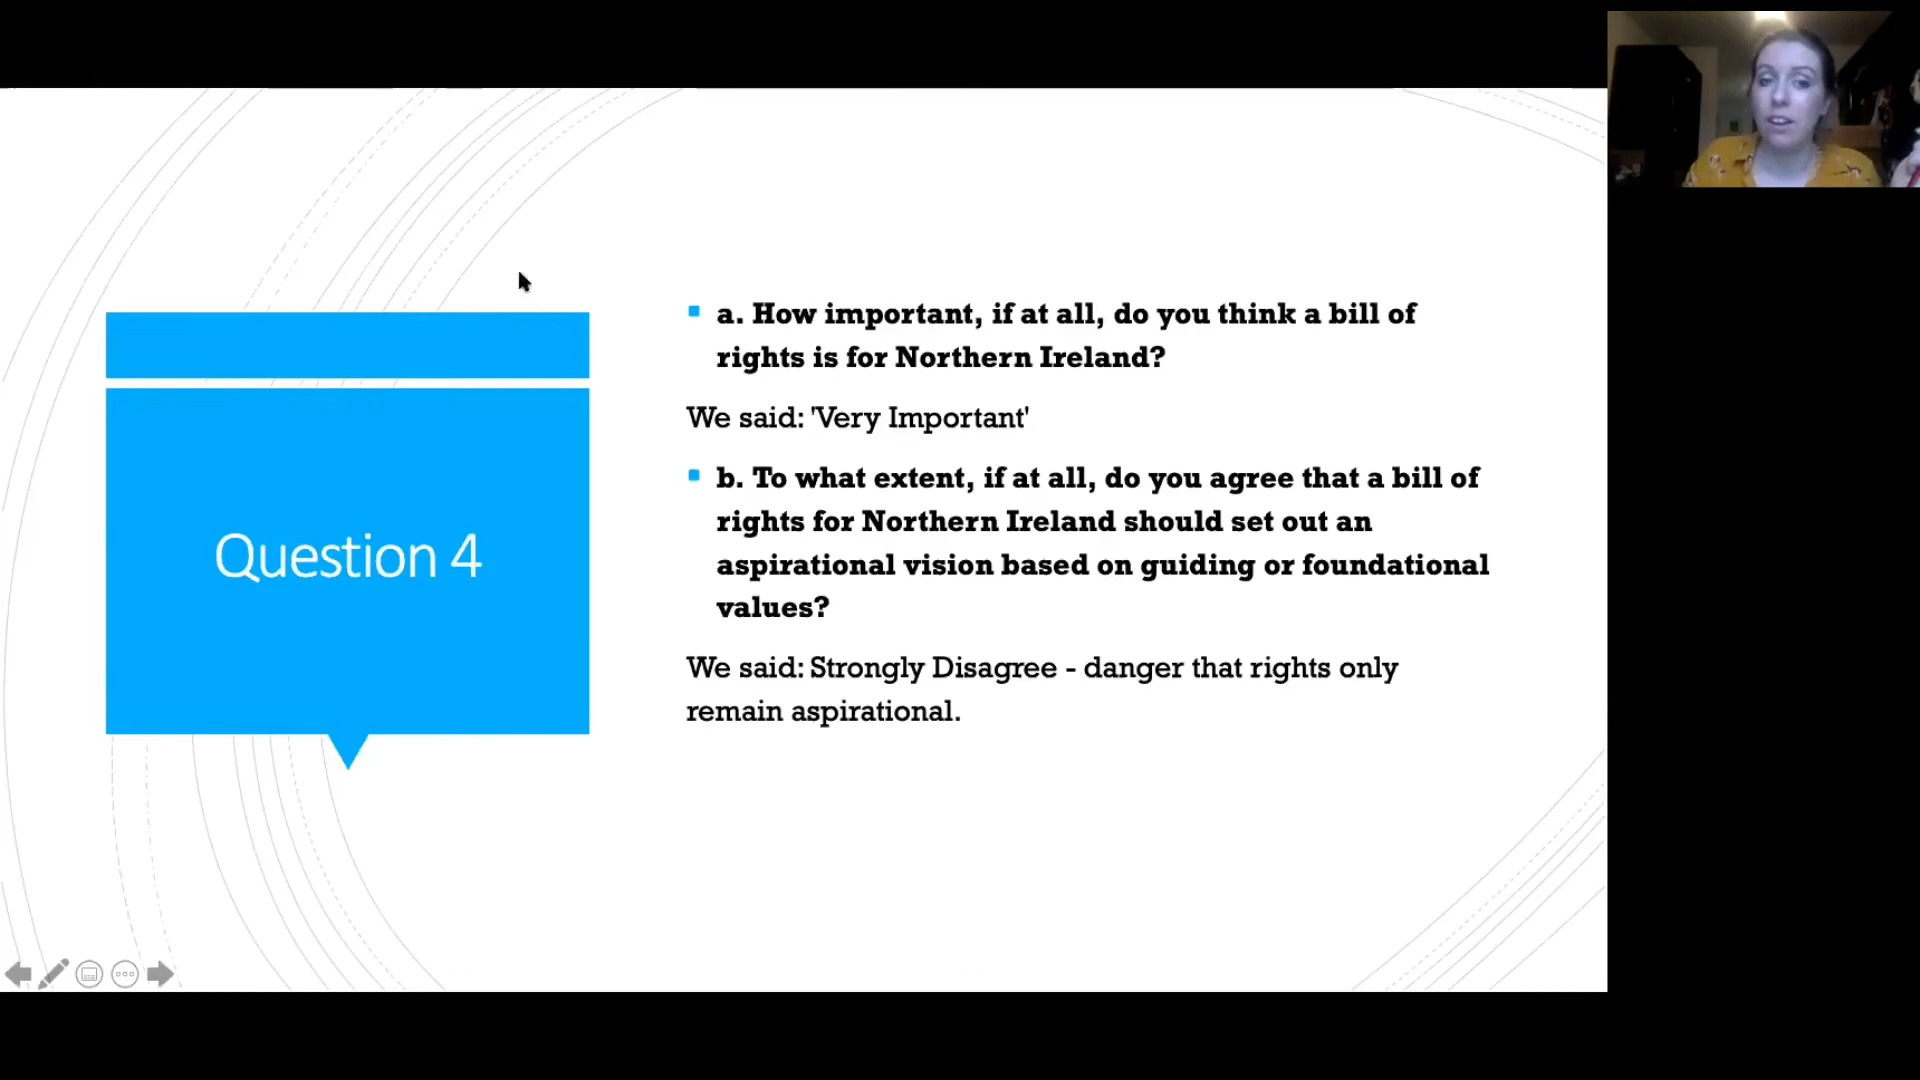 Question 4
a. How important, if at all, do you think a bill of
rights is for Northern Ireland?
We said: 'Very Important'
b. To what extent, if at all, do you agree that a bill of
rights for Northern Ireland should set out an
aspirational vision based on guiding or foundational
values?
We said: Strongly Disagree - danger that rights only
remain aspirational.